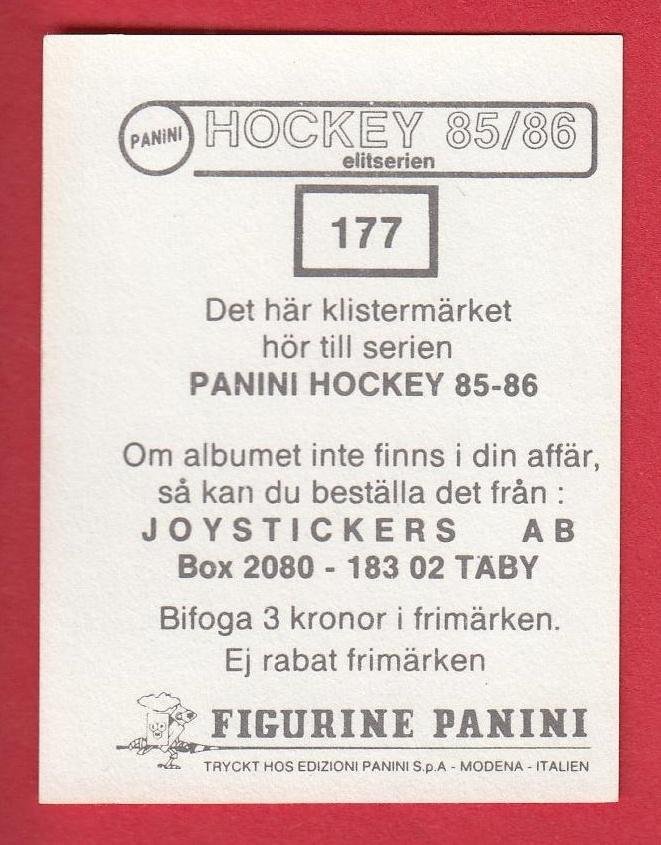 PANINI
HOCKEY 85/86
elitserien
177
Det här klistermärket
hör till serien
PANINI HOCKEY 85-86
Om albumet inte finns i din affär,
så kan du beställa det från :
JOYSTICKERS AB
Box 2080 - 183 02 TÄBY
Bifoga 3 kronor i frimärken.
Ej rabat frimärken
FIGURINE PANINI
TRYCKT HOS EDIZIONI PANINI S.p.A - MODENA - ITALIEN